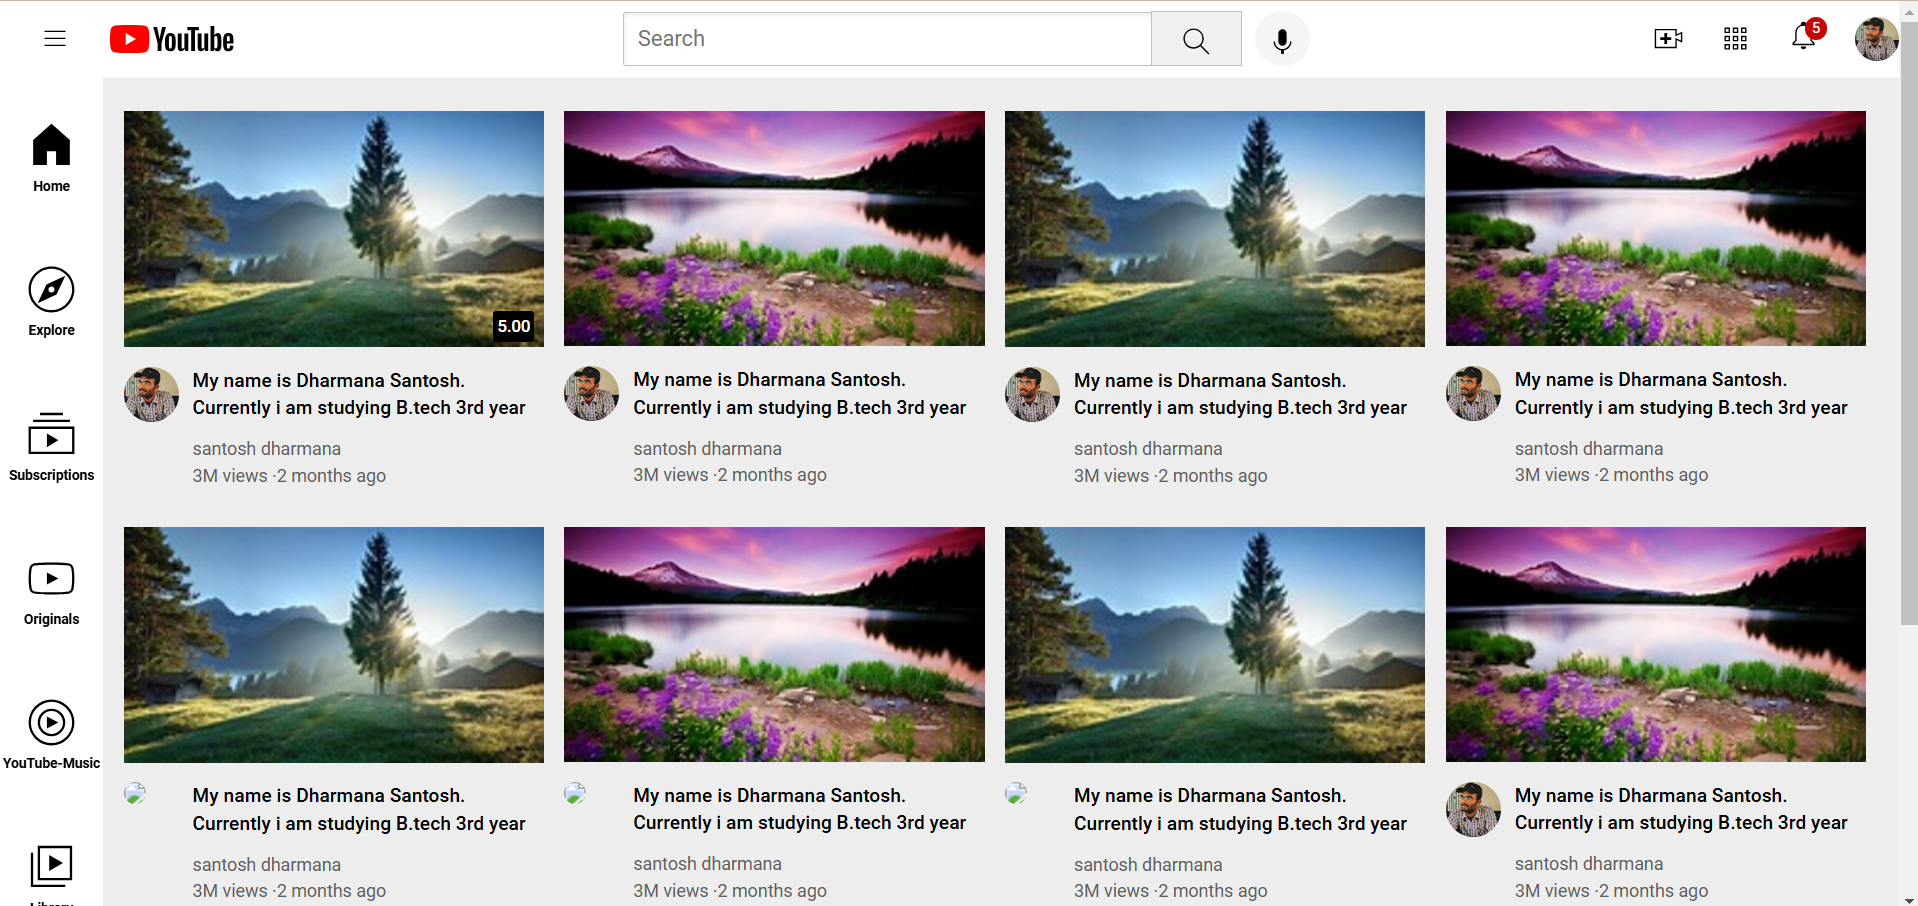 YouTube
Search
5
Home
Explore
Subscriptions
Originals
YouTube-Music
5.00
My name is Dharmana Santosh.
Currently i am studying B.tech 3rd year
santosh dharmana
3M views ·2 months ago
My name is Dharmana Santosh.
Currently i am studying B.tech 3rd year
santosh dharmana
3M views ·2 months ago
My name is Dharmana Santosh.
Currently i am studying B.tech 3rd year
santosh dharmana
3M views ·2 months ago
My name is Dharmana Santosh.
Currently i am studying B.tech 3rd year
santosh dharmana
3M views ·2 months ago
My name is Dharmana Santosh.
Currently i am studying B.tech 3rd year
santosh dharmana
3M views ·2 months ago
My name is Dharmana Santosh.
Currently i am studying B.tech 3rd year
santosh dharmana
3M views ·2 months ago
My name is Dharmana Santosh.
Currently i am studying B.tech 3rd year
santosh dharmana
3M views ·2 months ago
My name is Dharmana Santosh.
Currently i am studying B.tech 3rd year
santosh dharmana
3M views ·2 months ago